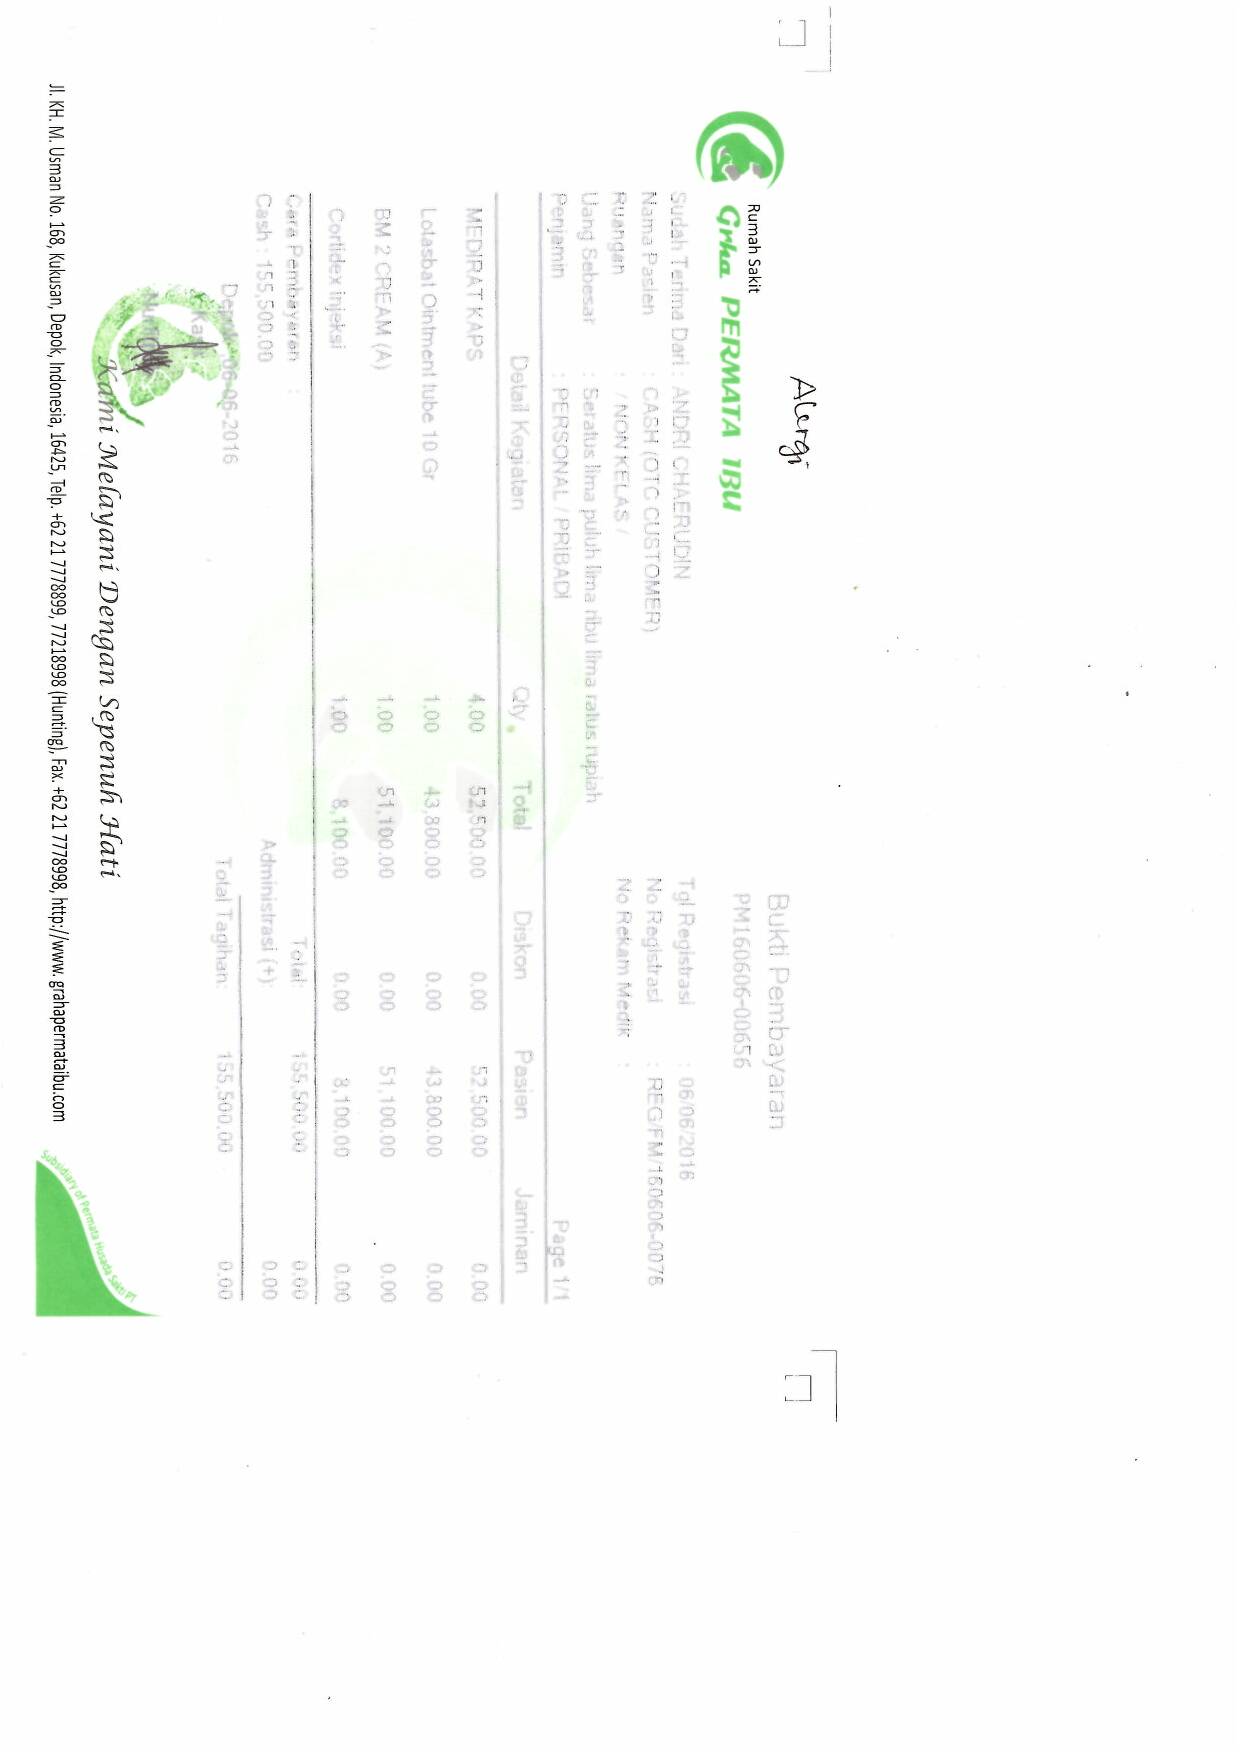 Alergi
Rumah Sakit
Grha PERMATA IBU
Bukti Pembayaran
PM160606-00656
Sudah Terima Dari : ANDRI CHAERUDIN
Tgl Registrasi : 06/06/2016
Nama Pasien : CASH (OTC CUSTOMER)
No Registrasi : REG/FM/160606-0078
Ruangan : / NON KELAS /
No Rekam Medik :
Uang Sebesar : Seratus lima puluh lima ribu lima ratus rupiah
Penjamin : PERSONAL / PRIBADI
Page 1/1
Detail Kegiatan Qty Total Diskon Pasien Jaminan
MEDIRAT KAPS 4.00 52,500.00 0.00 52,500.00 0.00
Lotasbat Ointment tube 10 Gr 1.00 43,800.00 0.00 43,800.00 0.00
BM 2 CREAM (A) 1.00 51,100.00 0.00 51,100.00 0.00
Cortidex injeksi 1.00 8,100.00 0.00 8,100.00 0.00
Cara Pembayaran : Total: 155,500.00 0.00
Cash : 155,500.00 Administrasi (+): 0.00
Depok, 06-06-2016 Total Tagihan: 155,500.00 0.00
Kasir
Kami Melayani Dengan Sepenuh Hati
Jl. KH. M. Usman No. 168, Kukusan, Depok, Indonesia, 16425, Telp. +62 21 7778899, 77218998 (Hunting), Fax. +62 21 7778998, http://www.grahapermataibu.com
Subsidiary of Permata Husada Sakti PT